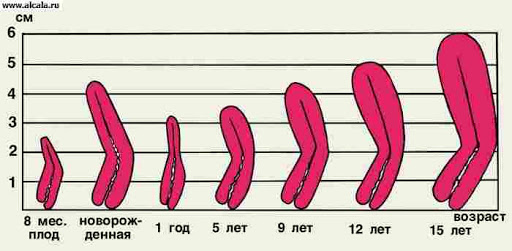 www.alcala.ru
см
6
5
4
3
2
1
8 мес.
плод
новорож-
денная
1 год
5 лет
9 лет
12 лет
15 лет
возраст